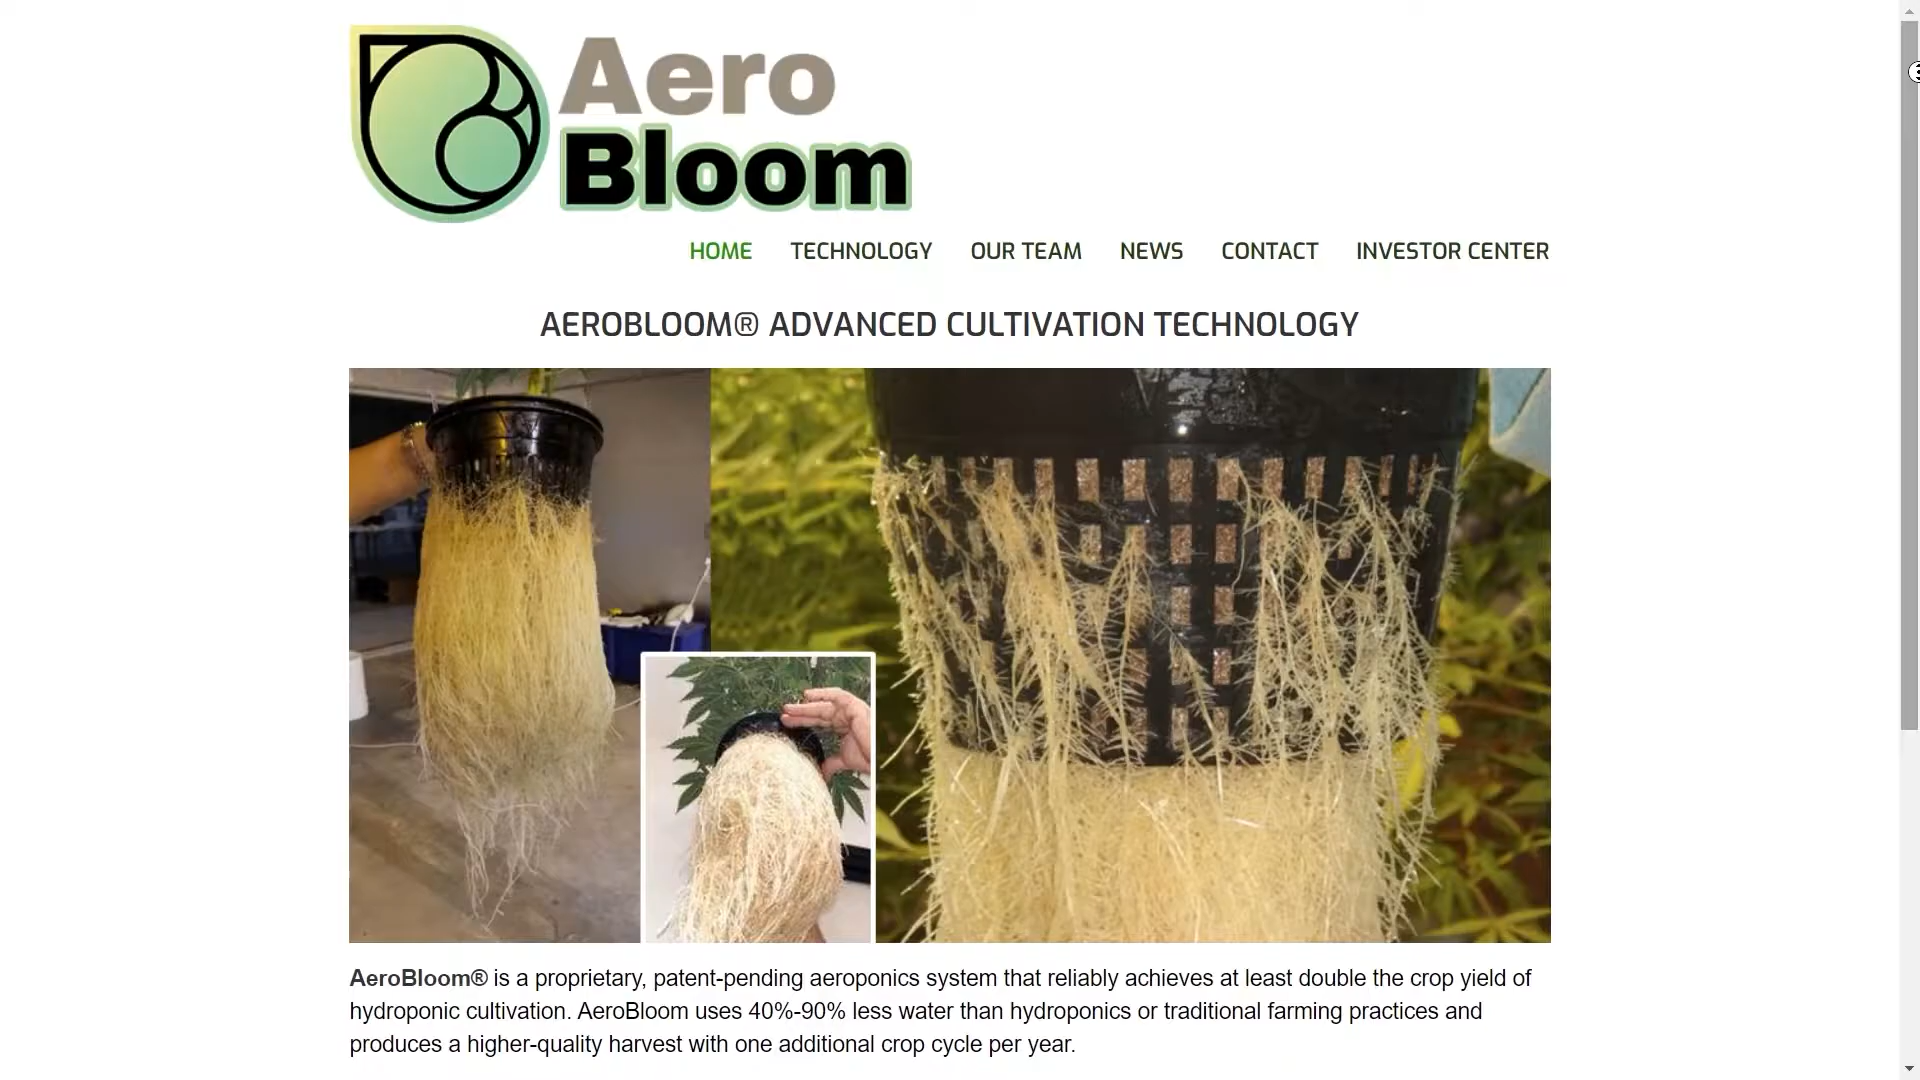 Aero
Bloom
HOME TECHNOLOGY OUR TEAM NEWS CONTACT INVESTOR CENTER
AEROBLOOM® ADVANCED CULTIVATION TECHNOLOGY
AeroBloom® is a proprietary, patent-pending aeroponics system that reliably achieves at least double the crop yield of
hydroponic cultivation. AeroBloom uses 40%-90% less water than hydroponics or traditional farming practices and
produces a higher-quality harvest with one additional crop cycle per year.